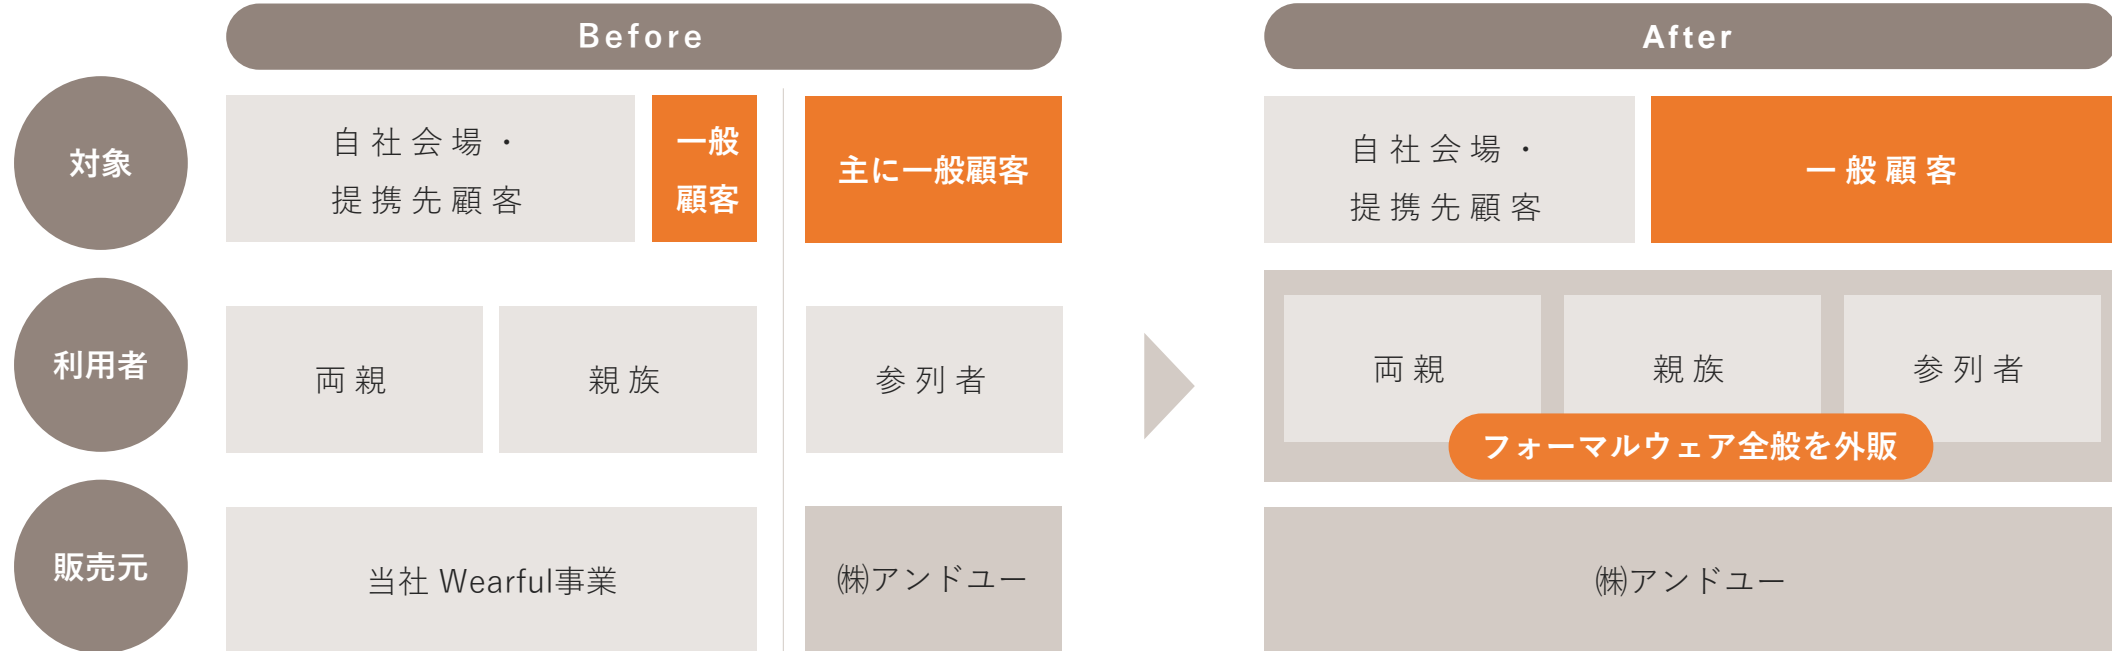 Before
After
対象
自社会場・
提携先顧客
一般
顧客
主に一般顧客
自社会場・
提携先顧客
一般顧客
利用者
両親
親族
参列者
両親
親族
参列者
フォーマルウェア全般を外販
販売元
当社 Wearful事業
㈱アンドユー
㈱アンドユー